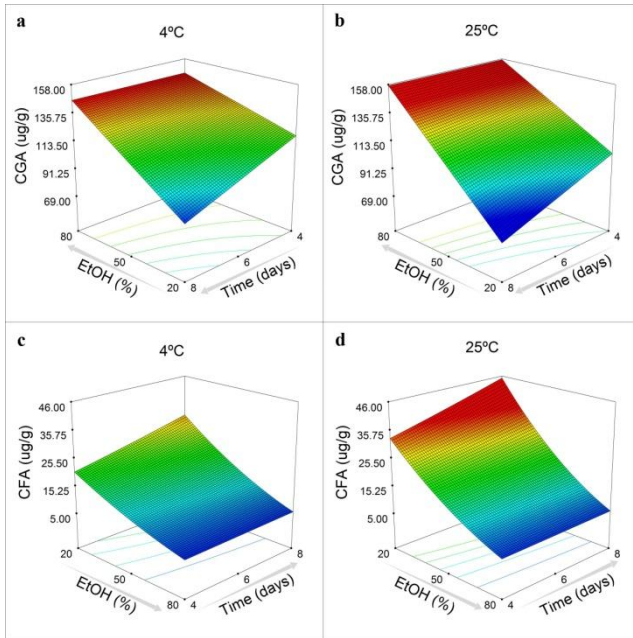 a
4ºC
158.00
135.75
113.50
91.25
69.00
CGA (ug/g)
80
50
20
EtOH (%)
8
6
4
Time (days)
b
25ºC
158.00
135.75
113.50
91.25
69.00
CGA (ug/g)
80
50
20
EtOH (%)
8
6
4
Time (days)
c
4ºC
46.00
35.75
25.50
15.25
5.00
CFA (ug/g)
20
50
80
EtOH (%)
4
6
8
Time (days)
d
25ºC
46.00
35.75
25.50
15.25
5.00
CFA (ug/g)
20
50
80
EtOH (%)
4
6
8
Time (days)